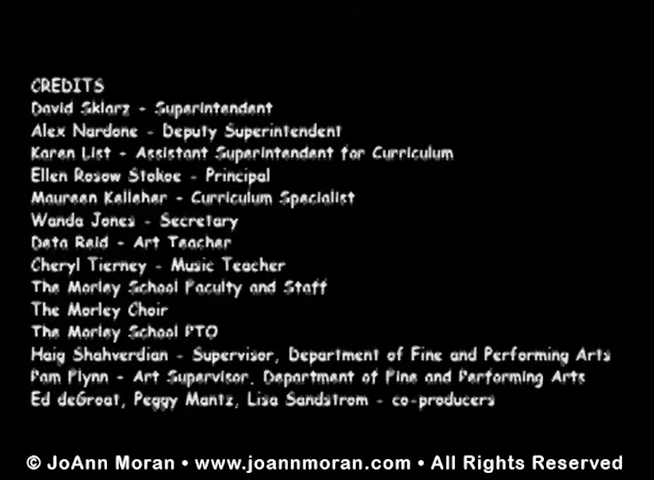 CREDITS
David Sklarz - Superintendent
Alex Nardone - Deputy Superintendent
Karen List - Assistant Superintendent for Curriculum
Ellen Rosow Stokoe - Principal
Maureen Kelleher - Curriculum Specialist
Wanda Jones - Secretary
Deta Reid - Art Teacher
Cheryl Tierney - Music Teacher
The Morley School Faculty and Staff
The Morley Choir
The Morley School PTO
Haig Shahverdian - Supervisor, Department of Fine and Performing Arts
Pam Flynn - Art Supervisor, Department of Fine and Performing Arts
Ed deGroat, Peggy Mantz, Lisa Sandstrom - co-producers
© JoAnn Moran • www.joannmoran.com • All Rights Reserved